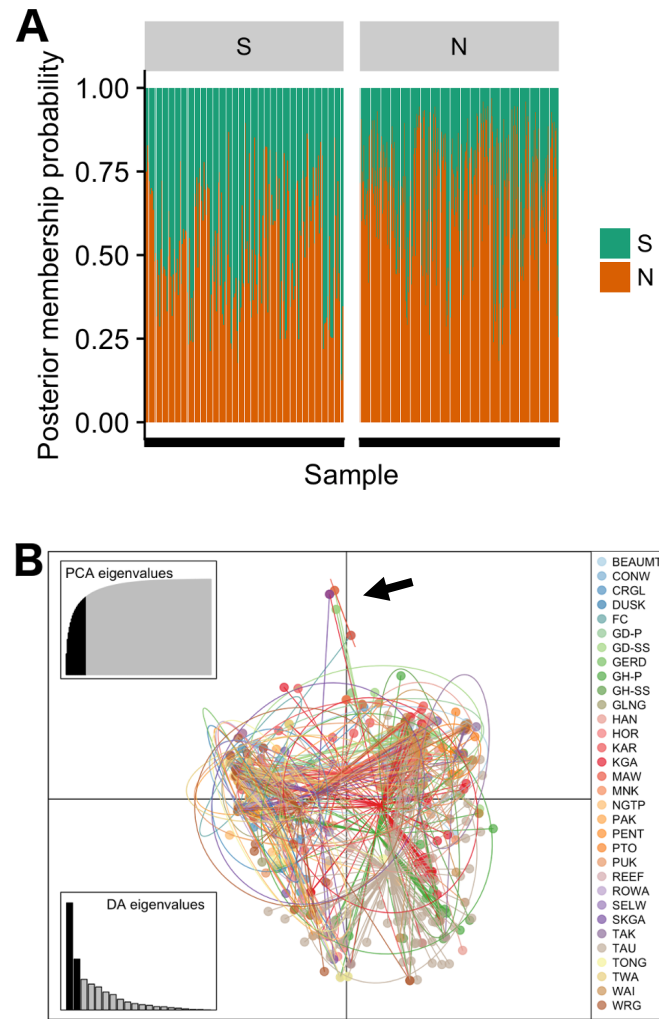 A
S N
Posterior membership probability
1.00
0.75
0.50
0.25
0.00
S
N
Sample
B
PCA eigenvalues
DA eigenvalues
BEAUMT
CONW
CRGL
DUSK
FC
GD-P
GD-SS
GERD
GH-P
GH-SS
GLNG
HAN
HOR
KAR
KGA
MAW
MNK
NGTP
PAK
PENT
PTO
PUK
REEF
ROWA
SELW
SKGA
TAK
TAU
TONG
TWA
WAI
WRG